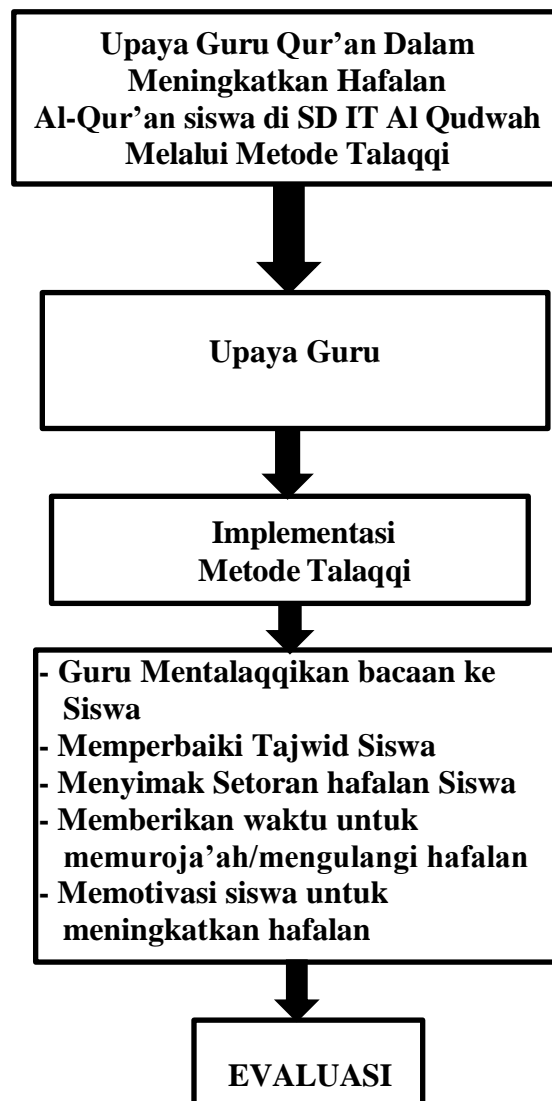 Upaya Guru Qur’an Dalam
Meningkatkan Hafalan
Al-Qur’an siswa di SD IT Al Qudwah
Melalui Metode Talaqqi
Upaya Guru
Implementasi
Metode Talaqqi
- Guru Mentalaqqikan bacaan ke
Siswa
- Memperbaiki Tajwid Siswa
- Menyimak Setoran hafalan Siswa
- Memberikan waktu untuk
memuroja’ah/mengulangi hafalan
- Memotivasi siswa untuk
meningkatkan hafalan
EVALUASI